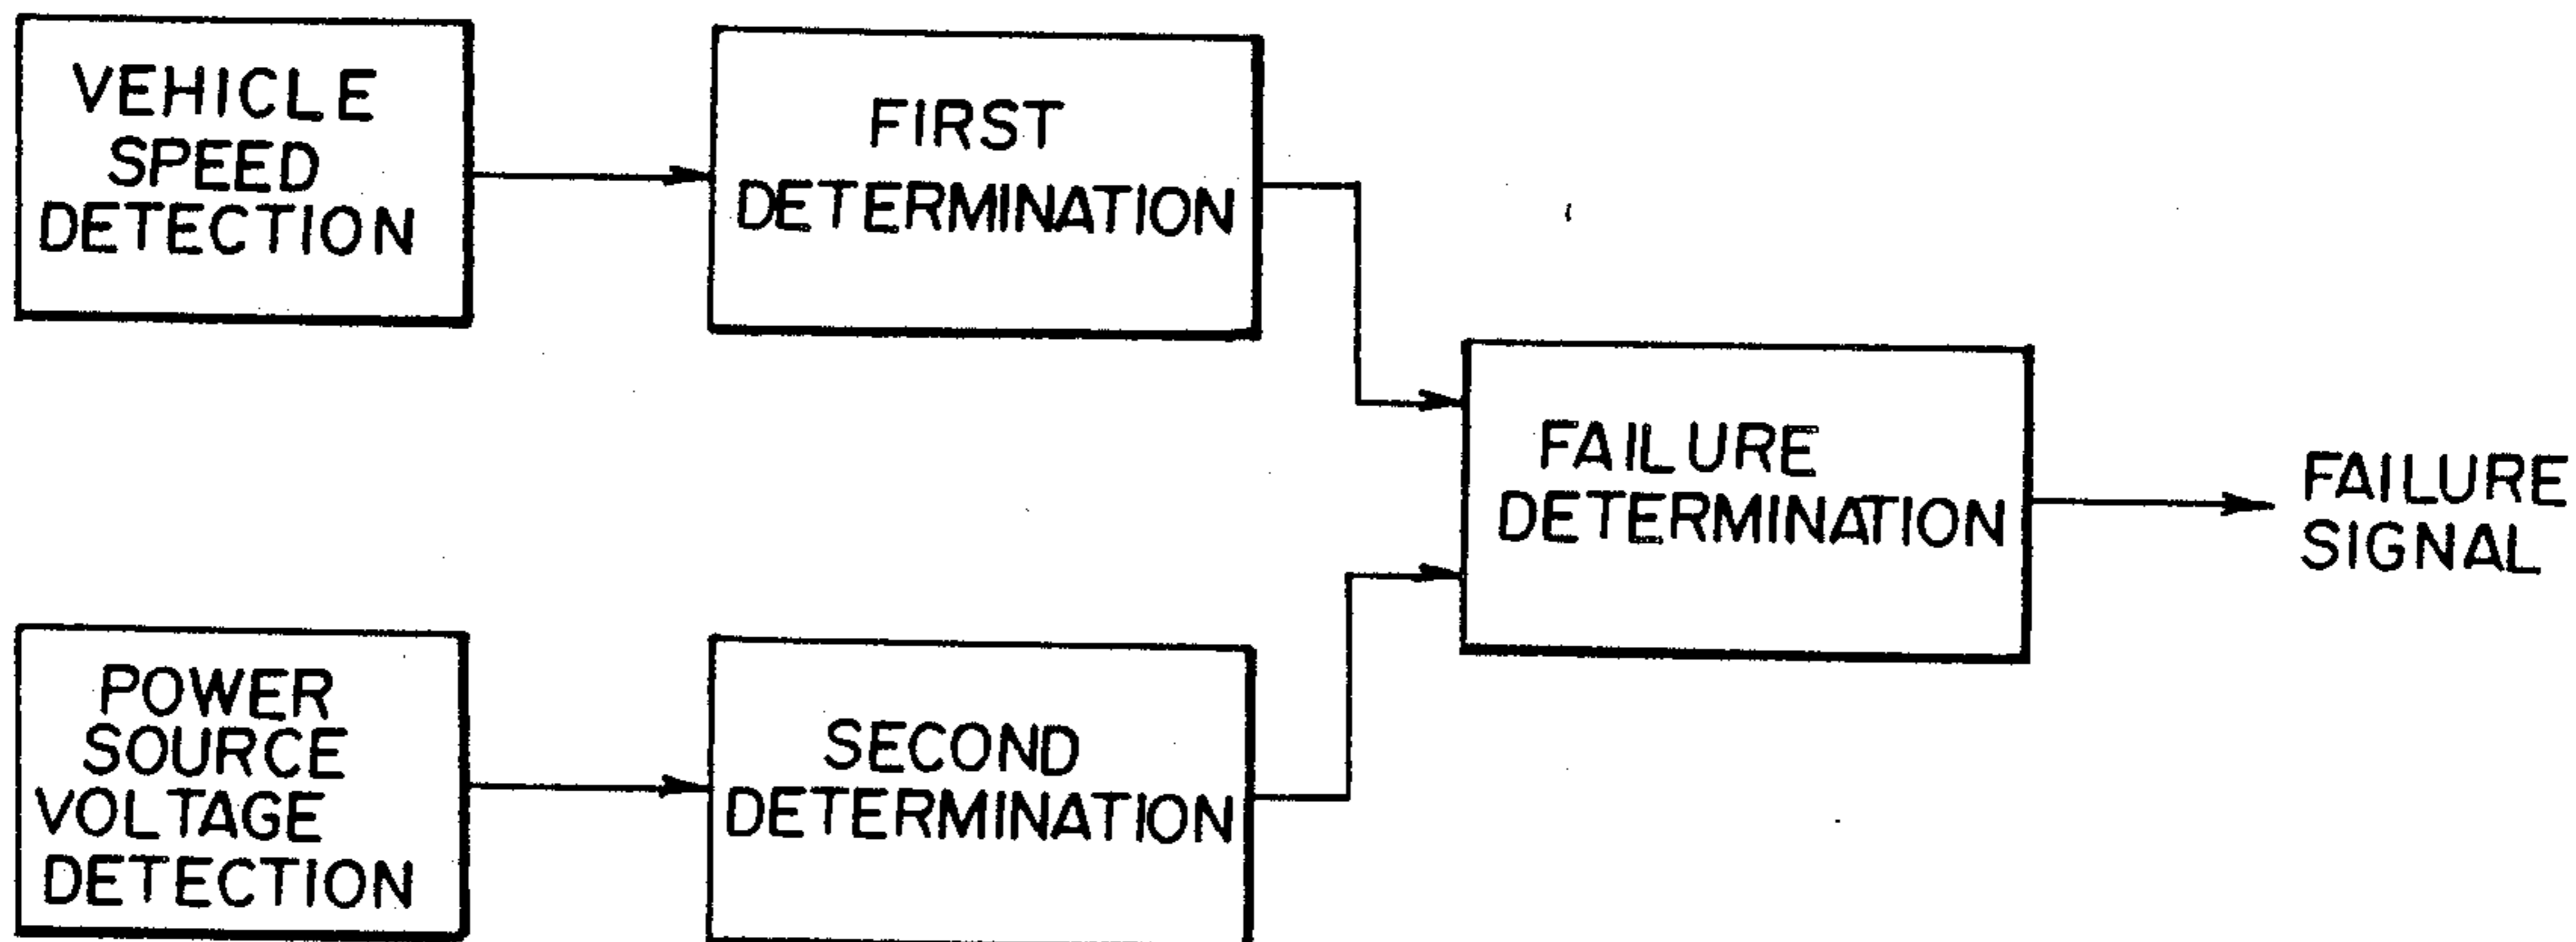 VEHICLE
SPEED
DETECTION
FIRST
DETERMINATION
FAILURE
DETERMINATION
FAILURE
SIGNAL
POWER
SOURCE
VOLTAGE
DETECTION
SECOND
DETERMINATION